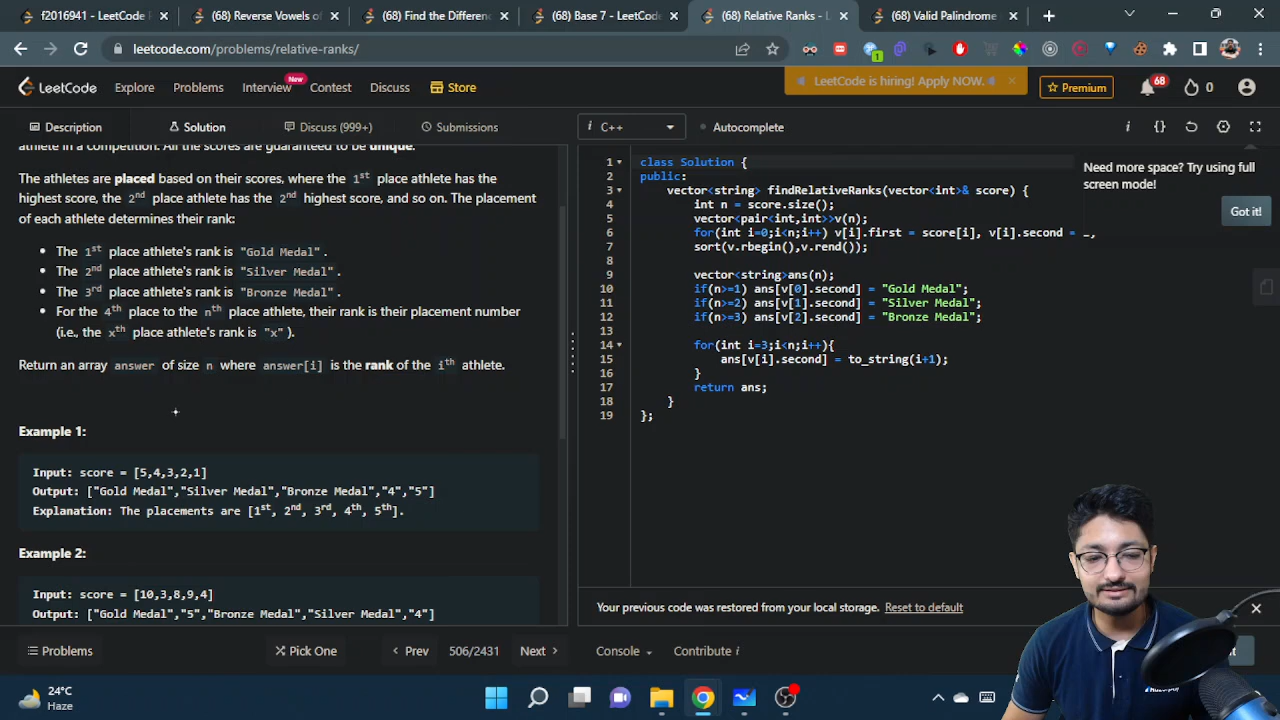 f2016941 - LeetCode P
(68) Reverse Vowels of
(68) Find the Differenc
(68) Base 7 - LeetCod
(68) Relative Ranks - L
(68) Valid Palindrome
leetcode.com/problems/relative-ranks/
1
LeetCode
Explore
Problems
Interview
New
Contest
Discuss
Store
LeetCode is hiring! Apply NOW.
Premium
68
0
Description
Solution
Discuss (999+)
Submissions
i C++
Autocomplete
athlete in a competition. All the scores are guaranteed to be unique.
The athletes are placed based on their scores, where the 1st place athlete has the
highest score, the 2nd place athlete has the 2nd highest score, and so on. The placement
of each athlete determines their rank:
• The 1st place athlete's rank is "Gold Medal".
• The 2nd place athlete's rank is "Silver Medal".
• The 3rd place athlete's rank is "Bronze Medal".
• For the 4th place to the nth place athlete, their rank is their placement number
(i.e., the xth place athlete's rank is "x").
Return an array answer of size n where answer[i] is the rank of the ith athlete.
Example 1:
Input: score = [5,4,3,2,1]
Output: ["Gold Medal","Silver Medal","Bronze Medal","4","5"]
Explanation: The placements are [1st, 2nd, 3rd, 4th, 5th].
Example 2:
Input: score = [10,3,8,9,4]
Output: ["Gold Medal","5","Bronze Medal","Silver Medal","4"]
1 class Solution {
2 public:
3 vector<string> findRelativeRanks(vector<int>& score) {
4 int n = score.size();
5 vector<pair<int,int>>v(n);
6 for(int i=0;i<n;i++) v[i].first = score[i], v[i].second =
7 sort(v.rbegin(),v.rend());
8
9 vector<string>ans(n);
10 if(n>=1) ans[v[0].second] = "Gold Medal";
11 if(n>=2) ans[v[1].second] = "Silver Medal";
12 if(n>=3) ans[v[2].second] = "Bronze Medal";
13
14 for(int i=3;i<n;i++){
15 ans[v[i].second] = to_string(i+1);
16 }
17 return ans;
18 }
19 };
Need more space? Try using full
screen mode!
Got it!
Your previous code was restored from your local storage. Reset to default
Problems
Pick One
Prev
506/2431
Next
Console
Contribute i
24°C
Haze